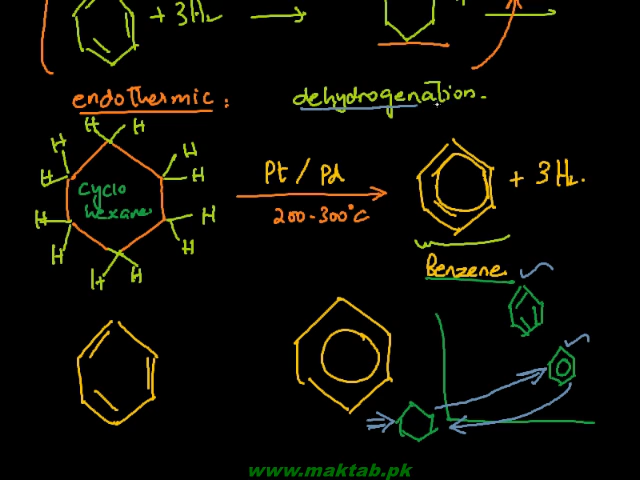 + 3H2
endothermic : dehydrogenation.
H H
H H
H H
Cyclo
hexane
H H
H H
H H
Pt / Pd
200-300°C
+ 3H2.
Benzene
www.maktab.pk